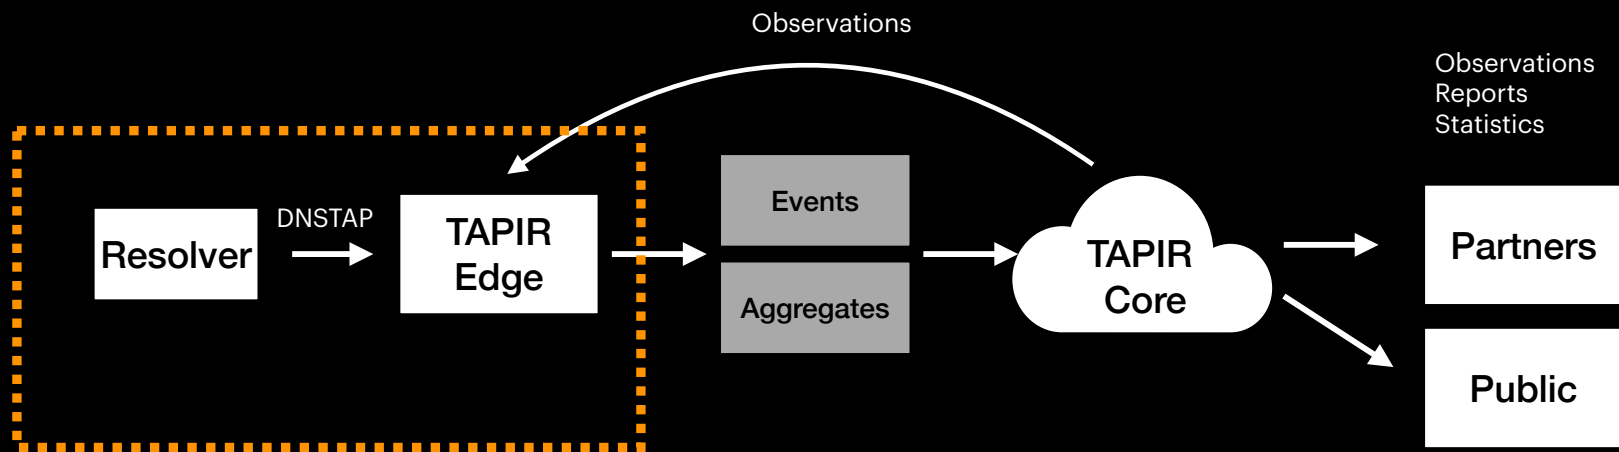 Observations
Observations
Reports
Statistics
Resolver
DNSTAP
TAPIR
Edge
Events
Aggregates
TAPIR
Core
Partners
Public